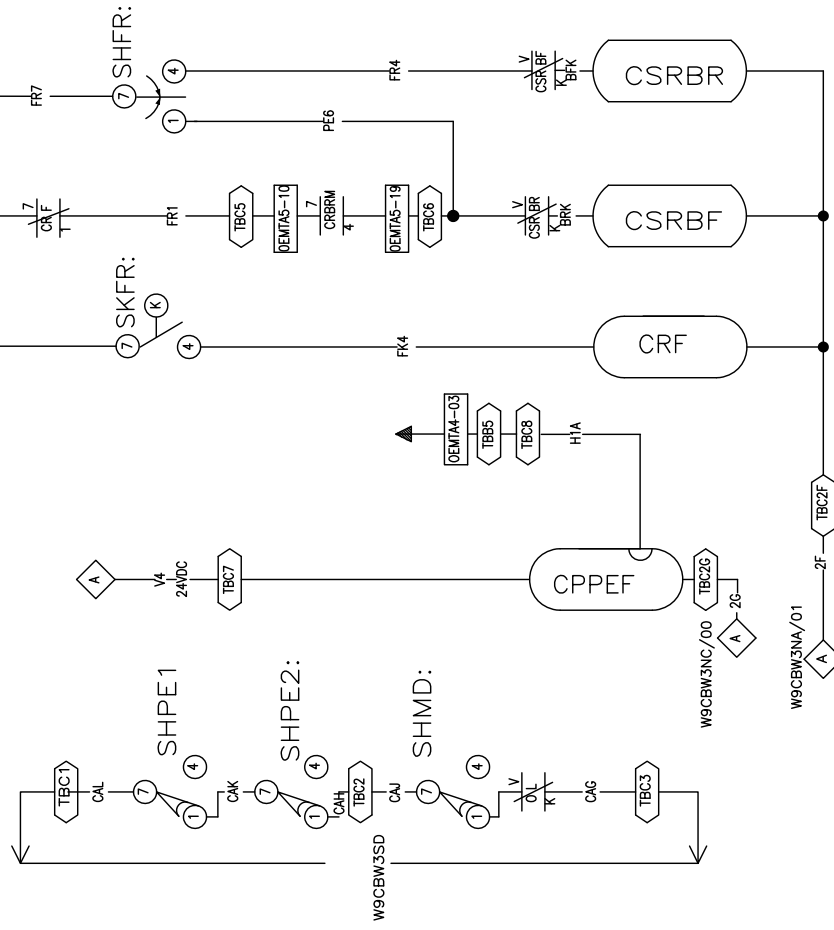 SHFR:
7
4
1
FR7
FR4
PE6
V
CSR BF
K
BFK
CSRBR
7
CR F
1
FR1
TBC5
OEMTA5-10
7
CRBRM
4
OEMTA5-19
TBC6
V
CSR BR
K
BRK
CSRBF
SKFR:
7
K
4
FK4
CRF
OEMTA4-03
TBB5
TBC8
H1A
A
V4
24VDC
TBC7
CPPEF
TBC2G
2G
A
W9CBW3NC/00
TBC2F
2F
A
W9CBW3NA/01
TBC1
CAL
SHPE1
7
4
1
CAK
SHPE2:
7
4
1
CAH
TBC2
CAJ
SHMD:
7
4
1
V
O L
K
CAG
TBC3
W9CBW3SD